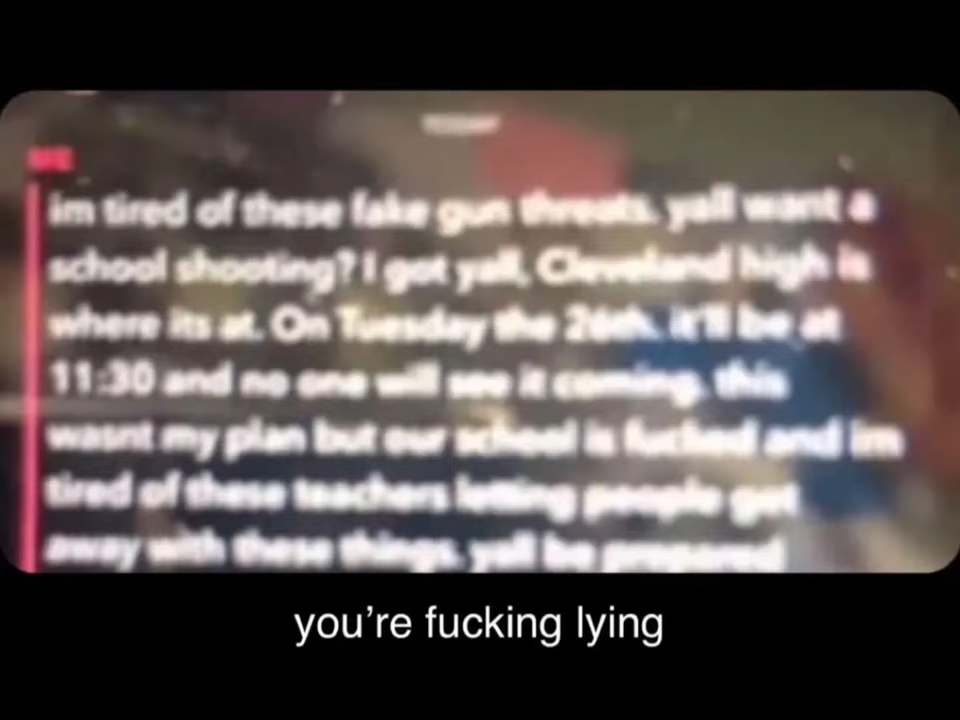 TODAY
ME
im tired of these fake gun threats. yall want a
school shooting? I got yall, Cleveland high is
where its at. On Tuesday the 26th. it'll be at
11:30 and no one will see it coming. this
wasnt my plan but our school is fucked and im
tired of these teachers letting people get
away with these things. yall be prepared
you're fucking lying